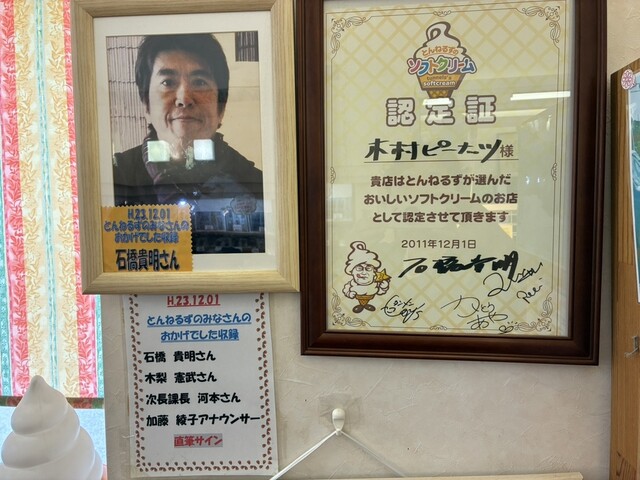 H.23.12.01
とんねるずのみなさんの
おかげでした収録
石橋貴明さん
H.23.12.01
とんねるずのみなさんの
おかげでした収録
石橋 貴明さん
木梨 憲武さん
次長課長 河本さん
加藤 綾子アナウンサー
直筆サイン
とんねるずの
ソフトクリーム
softcream
認定証
木村ピーナツ様
貴店はとんねるずが選んだ
おいしいソフトクリームのお店
として認定させて頂きます
2011年12月1日
石橋貴明